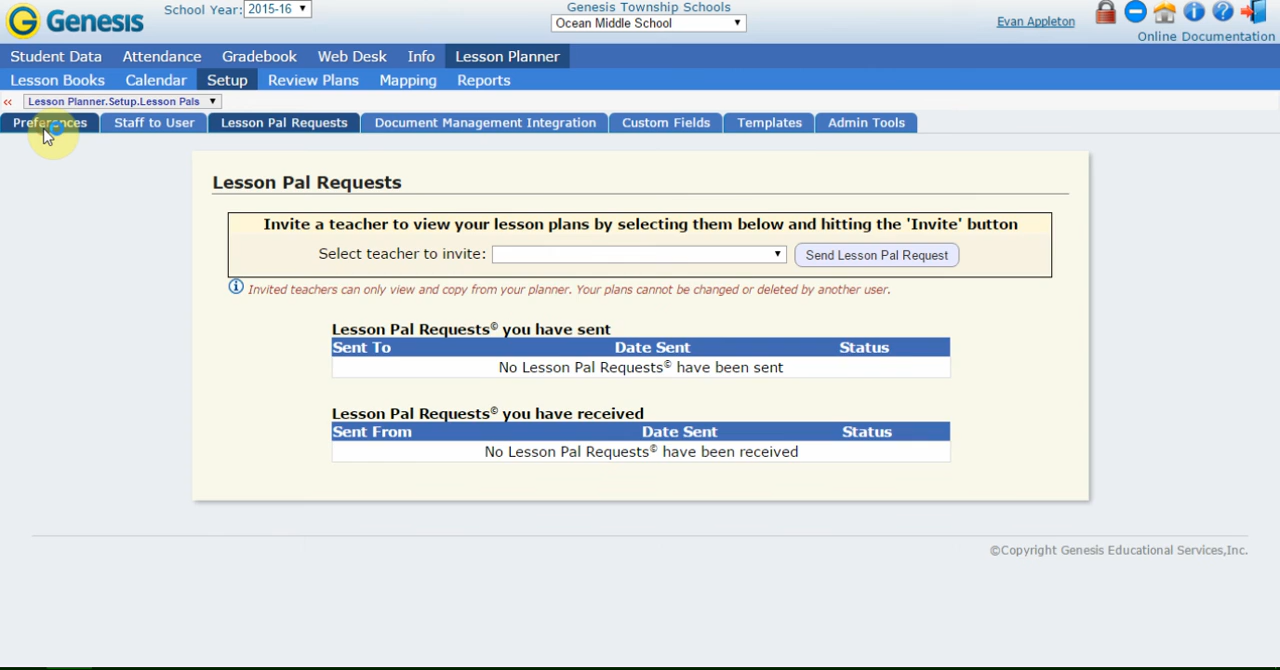 Genesis
School Year: 2015-16
Genesis Township Schools
Ocean Middle School
Evan Appleton
Online Documentation
Student Data Attendance Gradebook Web Desk Info Lesson Planner
Lesson Books Calendar Setup Review Plans Mapping Reports
« Lesson Planner.Setup.Lesson Pals
Preferences Staff to User Lesson Pal Requests Document Management Integration Custom Fields Templates Admin Tools
Lesson Pal Requests
Invite a teacher to view your lesson plans by selecting them below and hitting the 'Invite' button
Select teacher to invite: Send Lesson Pal Request
Invited teachers can only view and copy from your planner. Your plans cannot be changed or deleted by another user.
Lesson Pal Requests© you have sent
Sent To Date Sent Status
No Lesson Pal Requests© have been sent
Lesson Pal Requests© you have received
Sent From Date Sent Status
No Lesson Pal Requests© have been received
©Copyright Genesis Educational Services,Inc.